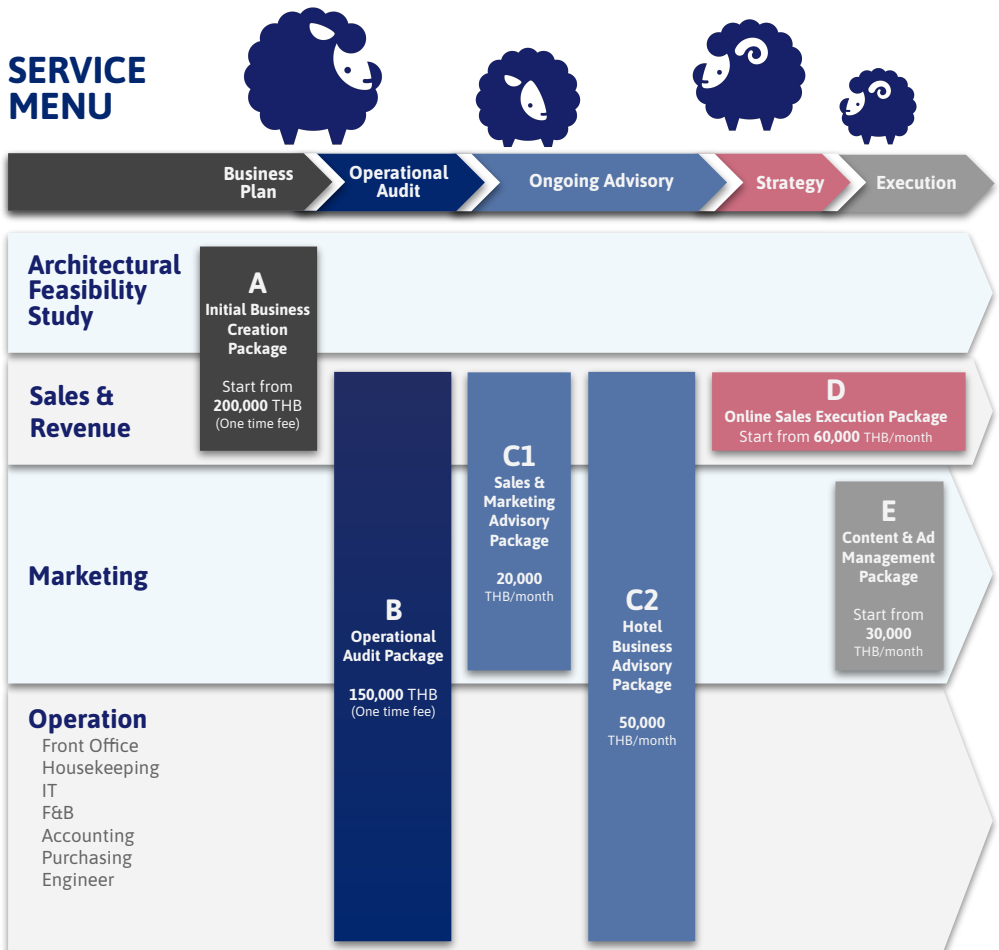 SERVICE
MENU
Business
Plan
Operational
Audit
Ongoing Advisory
Strategy
Execution
Architectural
Feasibility
Study
A
Initial Business
Creation
Package
Start from
200,000 THB
(One time fee)
Sales &
Revenue
D
Online Sales Execution Package
Start from 60,000 THB/month
C1
Sales &
Marketing
Advisory
Package
20,000
THB/month
E
Content & Ad
Management
Package
Start from
30,000
THB/month
Marketing
B
Operational
Audit Package
150,000 THB
(One time fee)
C2
Hotel
Business
Advisory
Package
50,000
THB/month
Operation
Front Office
Housekeeping
IT
F&B
Accounting
Purchasing
Engineer